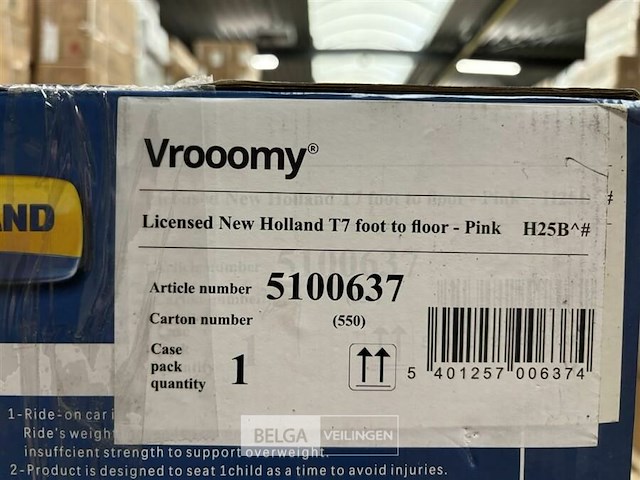 Vrooomy®
Licensed New Holland T7 foot to floor - Pink H25B^#
AND
Article number 5100637
Carton number (550)
Case pack quantity 1
5 401257 006374
1-Ride-on car i
Ride's weight
BELGA VEILINGEN
insuffcient strength to support overweight.
2-Product is designed to seat 1child as a time to avoid injuries.